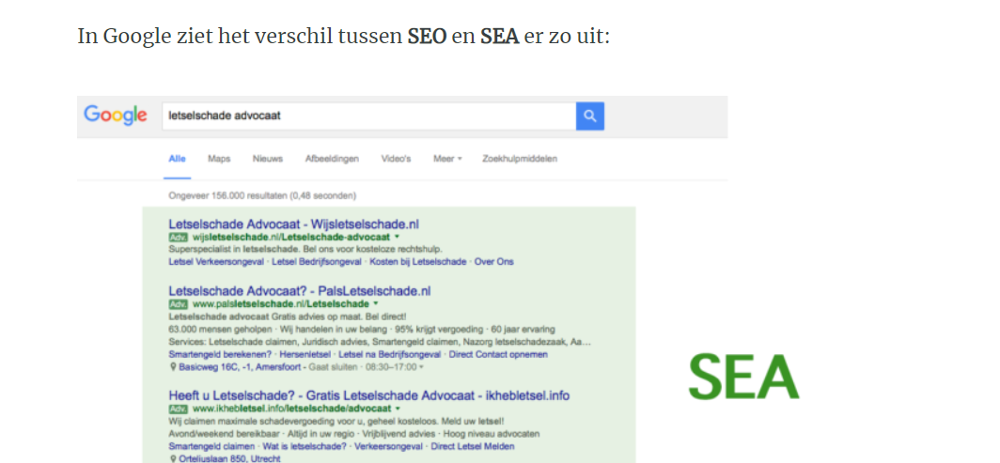 In Google ziet het verschil tussen SEO en SEA er zo uit:
Google letselschade advocaat
Alle Maps Nieuws Afbeeldingen Video's Meer Zoekhulpmiddelen
Ongeveer 156.000 resultaten (0,48 seconden)
Letselschade Advocaat - Wijsletselschade.nl
Adv. wijsletselschade.nl/Letselschade-advocaat
Superspecialist in letselschade. Bel ons voor kosteloze rechtshulp.
Letsel Verkeersongeval · Letsel Bedrijfsongeval · Kosten bij Letselschade · Over Ons
Letselschade Advocaat? - PalsLetselschade.nl
Adv. www.palsletselschade.nl/Letselschade
Letselschade advocaat Gratis advies op maat. Bel direct!
63.000 mensen geholpen · Wij handelen in uw belang · 95% krijgt vergoeding · 60 jaar ervaring
Services: Letselschade claimen, Juridisch advies, Smartengeld claimen, Nazorg letselschadezaak, Aa...
Smartengeld berekenen? · Hersenletsel · Letsel na Bedrijfsongeval · Direct Contact opnemen
Basicweg 16C, -1, Amersfoort - Gaat sluiten · 08:30–17:00
SEA
Heeft u Letselschade? - Gratis Letselschade Advocaat - ikhebletsel.info
Adv. www.ikhebletsel.info/letselschade/advocaat
Wij claimen maximale schadevergoeding voor u, geheel kosteloos. Meld uw letsel!
Avond/weekend bereikbaar · Altijd in uw regio · Vrijblijvend advies · Hoog niveau advocaten
Smartengeld claimen · Wat is letselschade? · Verkeersongeval · Direct Letsel Melden
Orteliuslaan 850, Utrecht